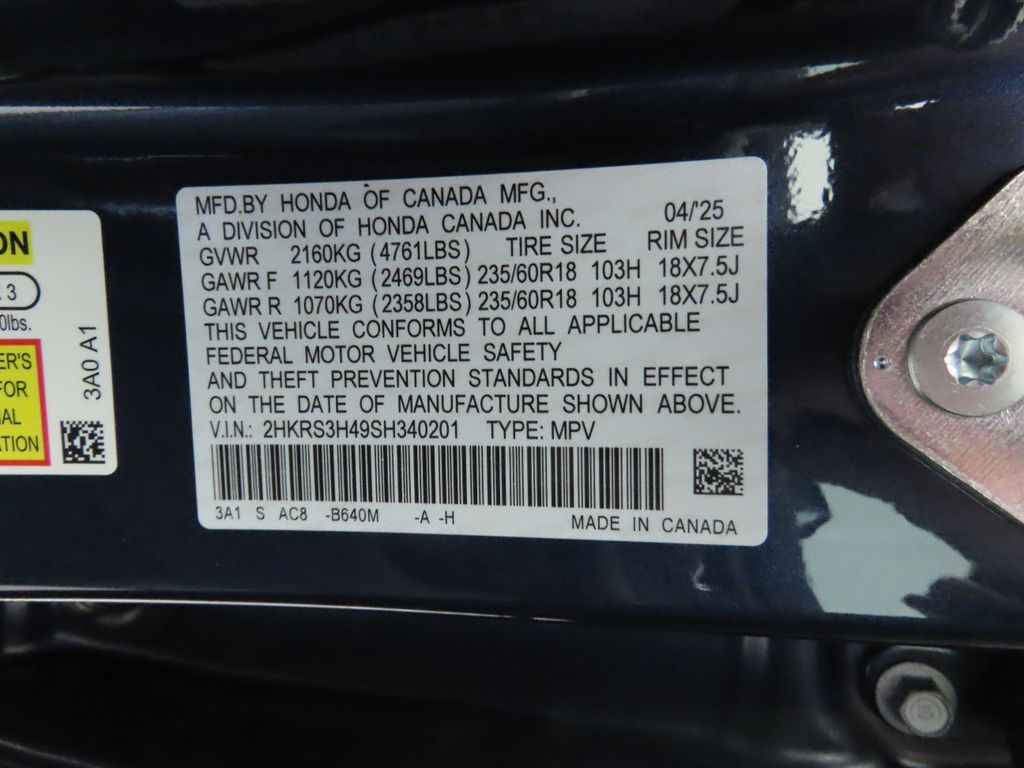 MFD.BY HONDA OF CANADA MFG.,
A DIVISION OF HONDA CANADA INC. 04/'25
GVWR 2160KG (4761LBS) TIRE SIZE RIM SIZE
GAWR F 1120KG (2469LBS) 235/60R18 103H 18X7.5J
GAWR R 1070KG (2358LBS) 235/60R18 103H 18X7.5J
THIS VEHICLE CONFORMS TO ALL APPLICABLE
FEDERAL MOTOR VEHICLE SAFETY
AND THEFT PREVENTION STANDARDS IN EFFECT
ON THE DATE OF MANUFACTURE SHOWN ABOVE.
V.I.N.: 2HKRS3H49SH340201 TYPE: MPV
3A1 S AC8 -B640M -A -H
MADE IN CANADA
ON
3
0lbs.
ER'S
FOR
AL
ATION
3A0 A1